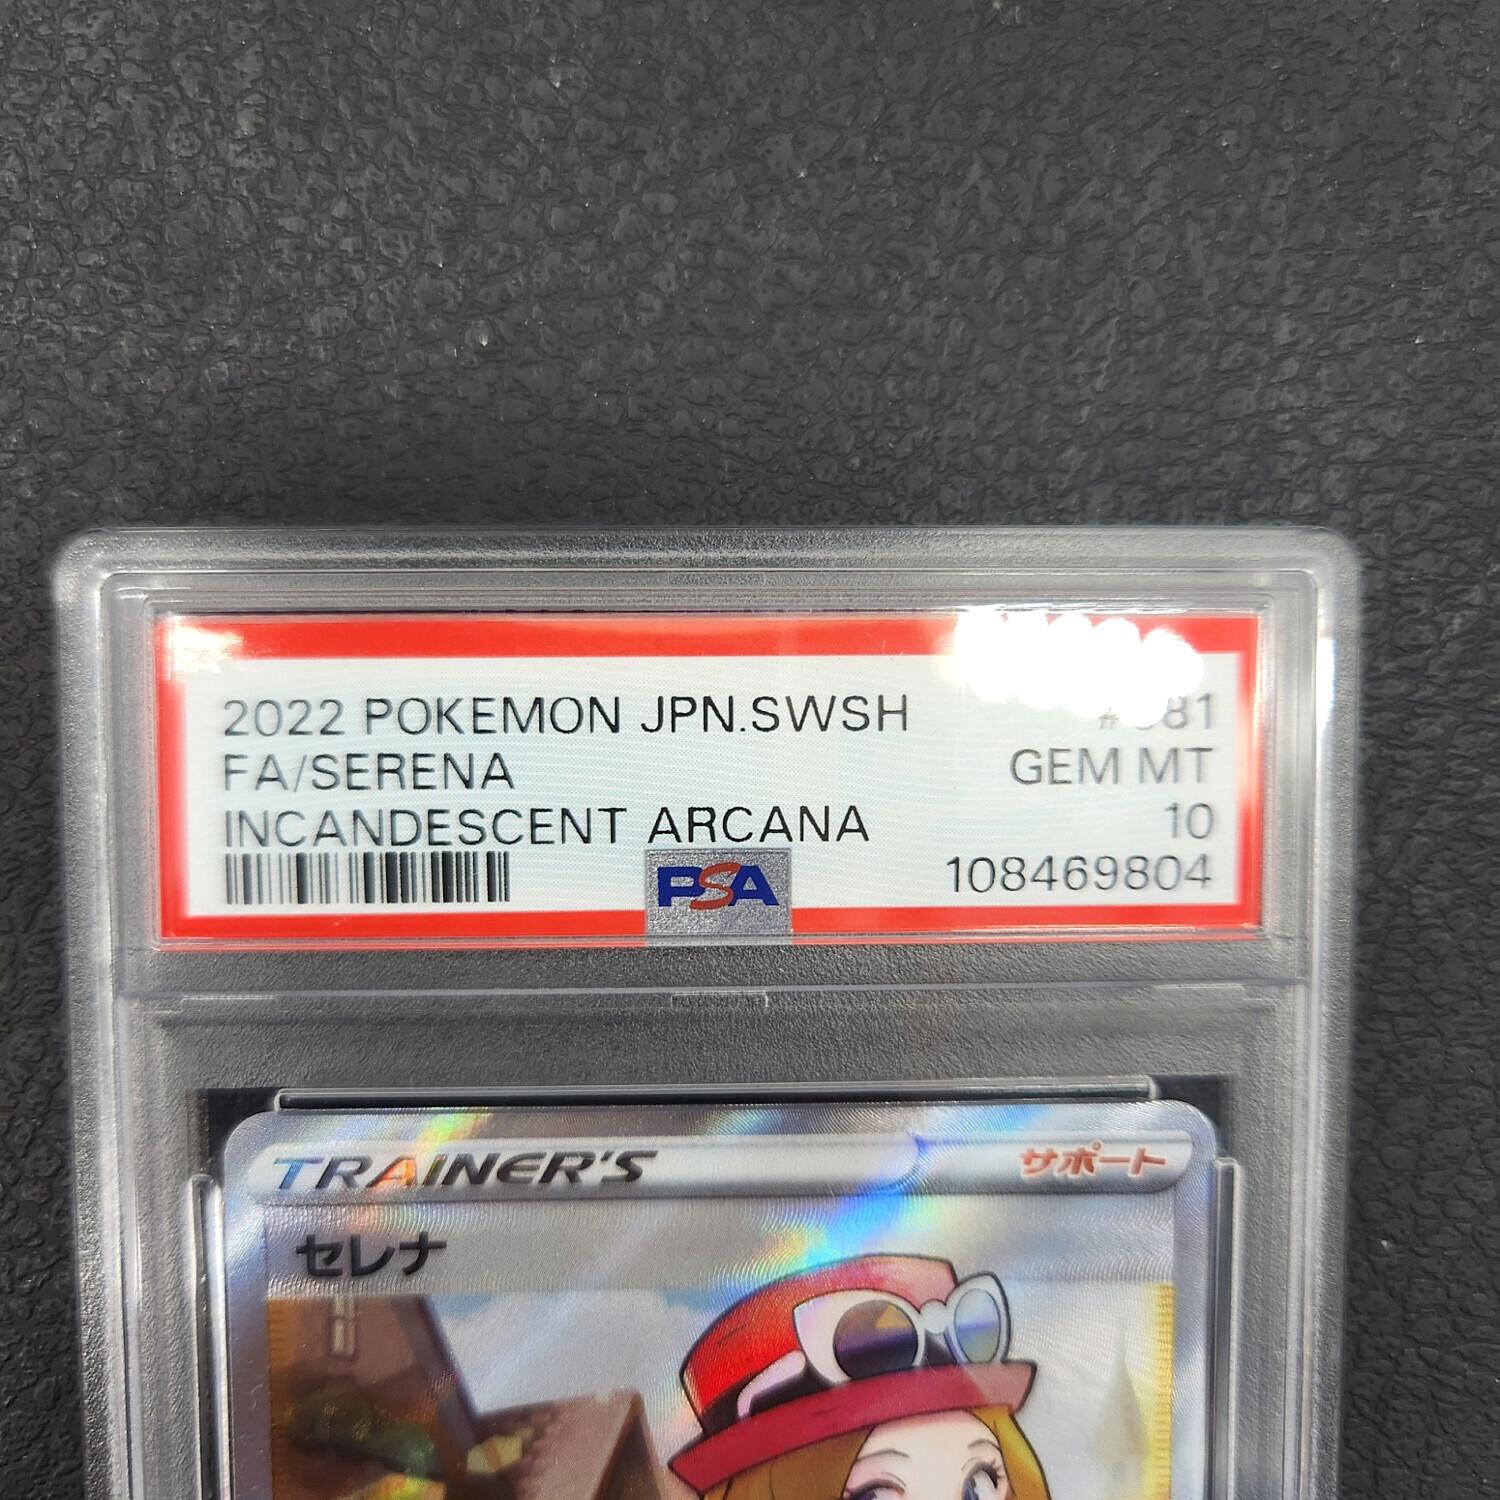 2022 POKEMON JPN.SWSH
FA/SERENA GEM MT
INCANDESCENT ARCANA 10
PSA 108469804
TRAINER'S サポート
セレナ